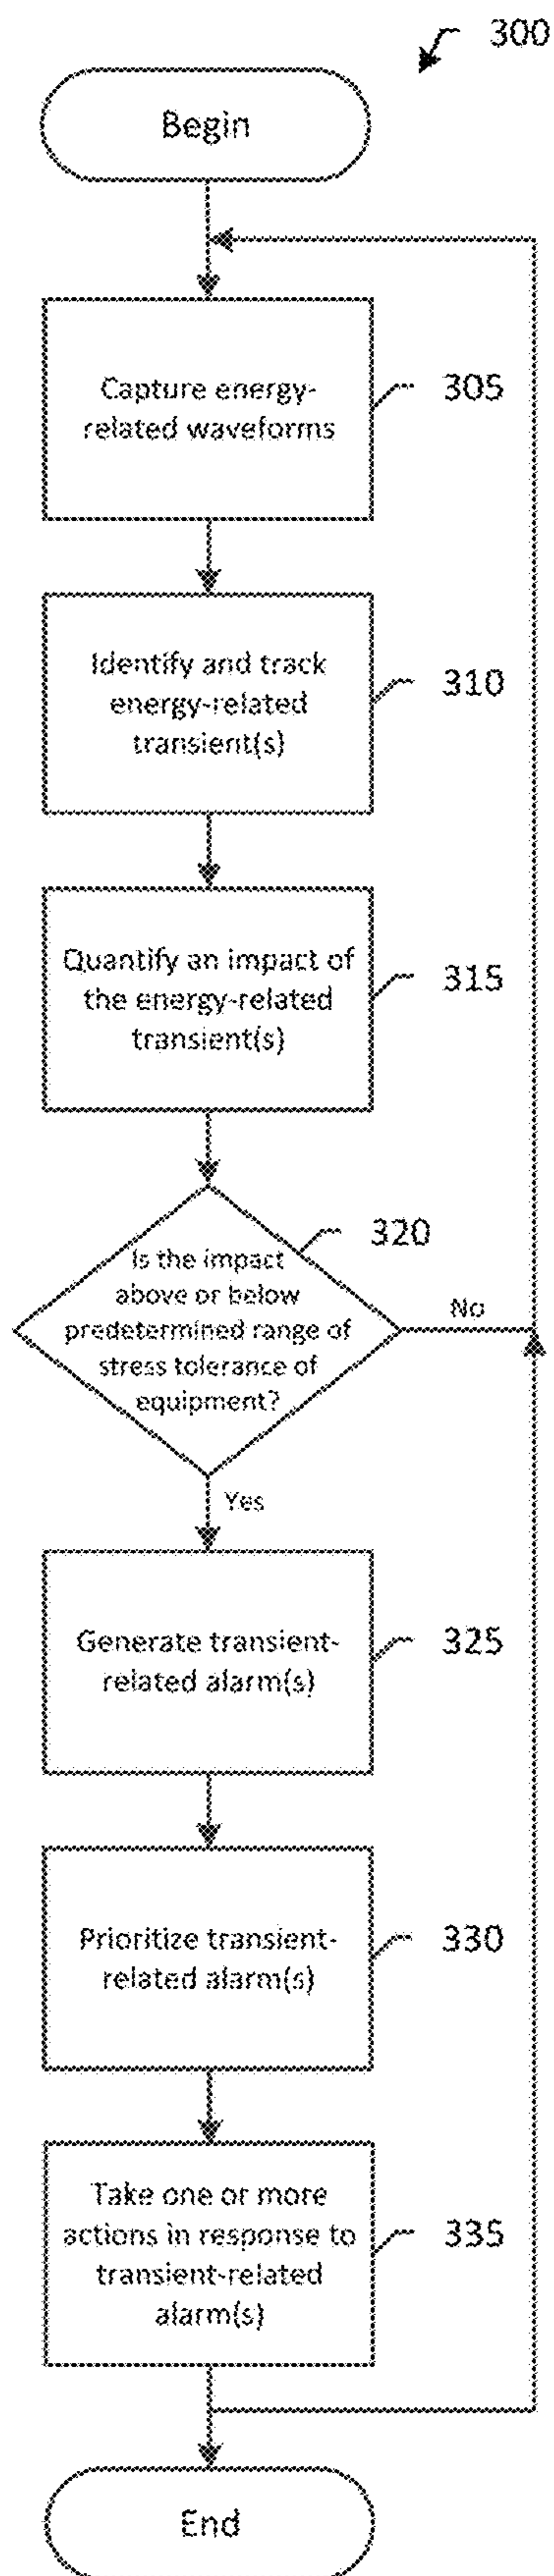 300
Begin
Capture energy-
related waveforms
305
Identify and track
energy-related
transient(s)
310
Quantify an impact of
the energy-related
transient(s)
315
320
Is the impact
above or below
predetermined range of
stress tolerance of
equipment?
No
Yes
Generate transient-
related alarm(s)
325
Prioritize transient-
related alarm(s)
330
Take one or more
actions in response to
transient-related
alarm(s)
335
End